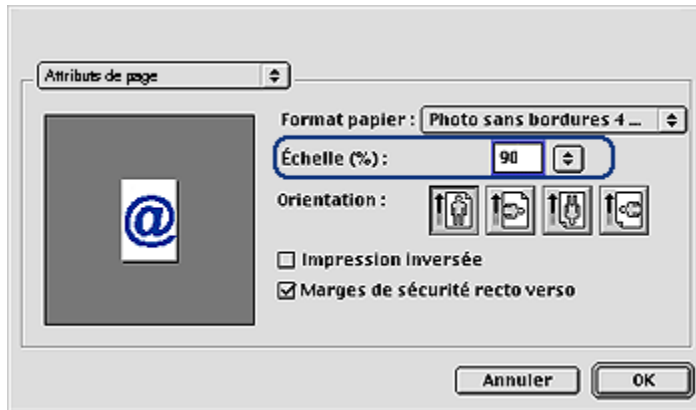 Attributs de page
Format papier : Photo sans bordures 4 ...
Échelle (%) : 90
@
Orientation :
Impression inversée
Marges de sécurité recto verso
Annuler OK